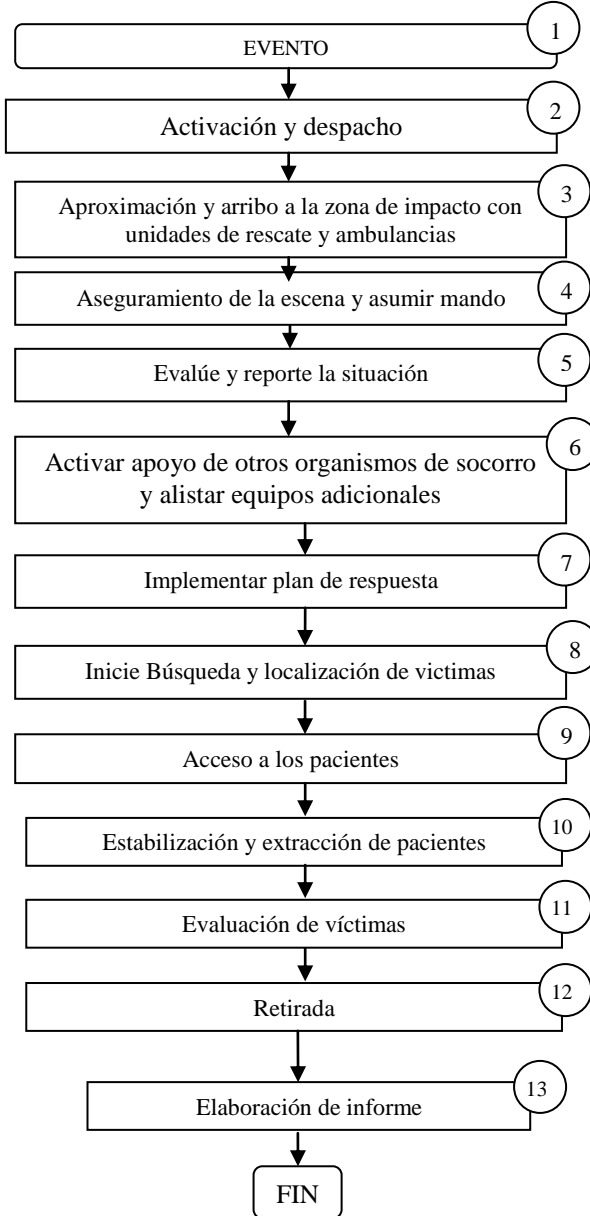 1
EVENTO
2
Activación y despacho
3
Aproximación y arribo a la zona de impacto con
unidades de rescate y ambulancias
4
Aseguramiento de la escena y asumir mando
5
Evalúe y reporte la situación
6
Activar apoyo de otros organismos de socorro
y alistar equipos adicionales
7
Implementar plan de respuesta
8
Inicie Búsqueda y localización de victimas
9
Acceso a los pacientes
10
Estabilización y extracción de pacientes
11
Evaluación de víctimas
12
Retirada
13
Elaboración de informe
FIN